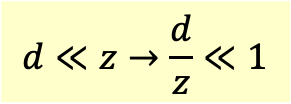 d ≪ z → d/z ≪ 1